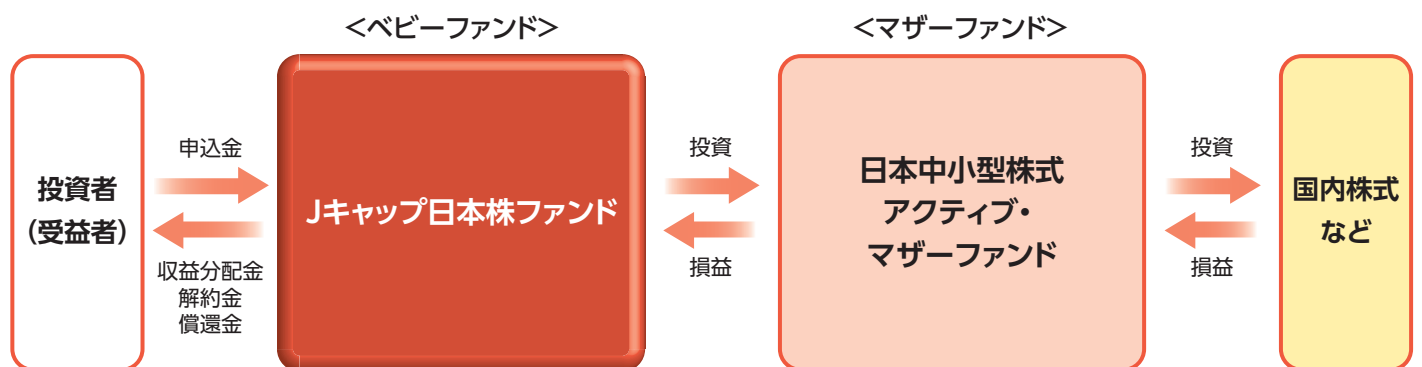 <ベビーファンド>
<マザーファンド>
投資者
(受益者)
申込金
収益分配金
解約金
償還金
Jキャップ日本株ファンド
投資
損益
日本中小型株式
アクティブ・
マザーファンド
投資
損益
国内株式
など